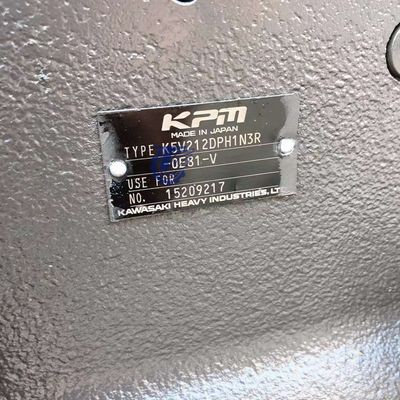 KPM
MADE IN JAPAN
TYPE K5V212DPH1N3R
-0E81-V
USE FOR
NO. 15209217
KAWASAKI HEAVY INDUSTRIES, LTD.